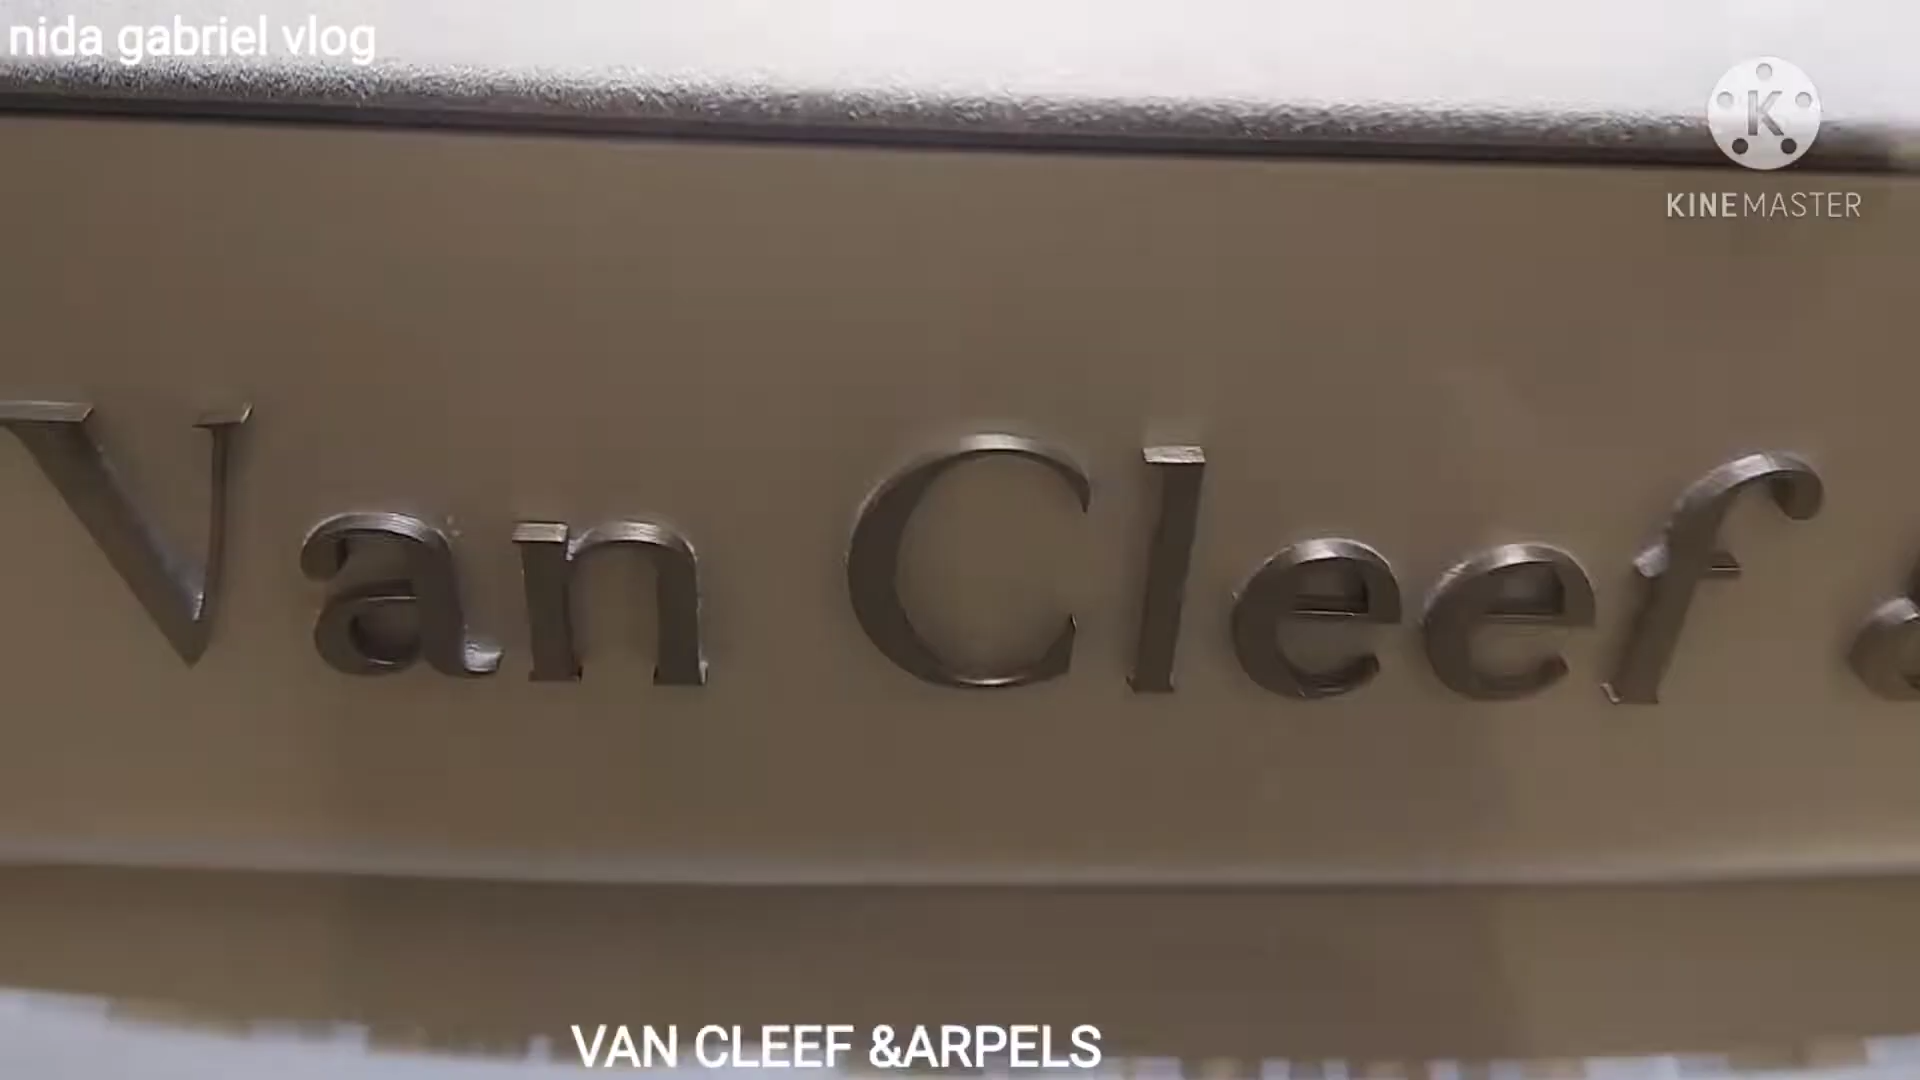 nida gabriel vlog
K
KINEMASTER
Van Cleef &
VAN CLEEF &ARPELS